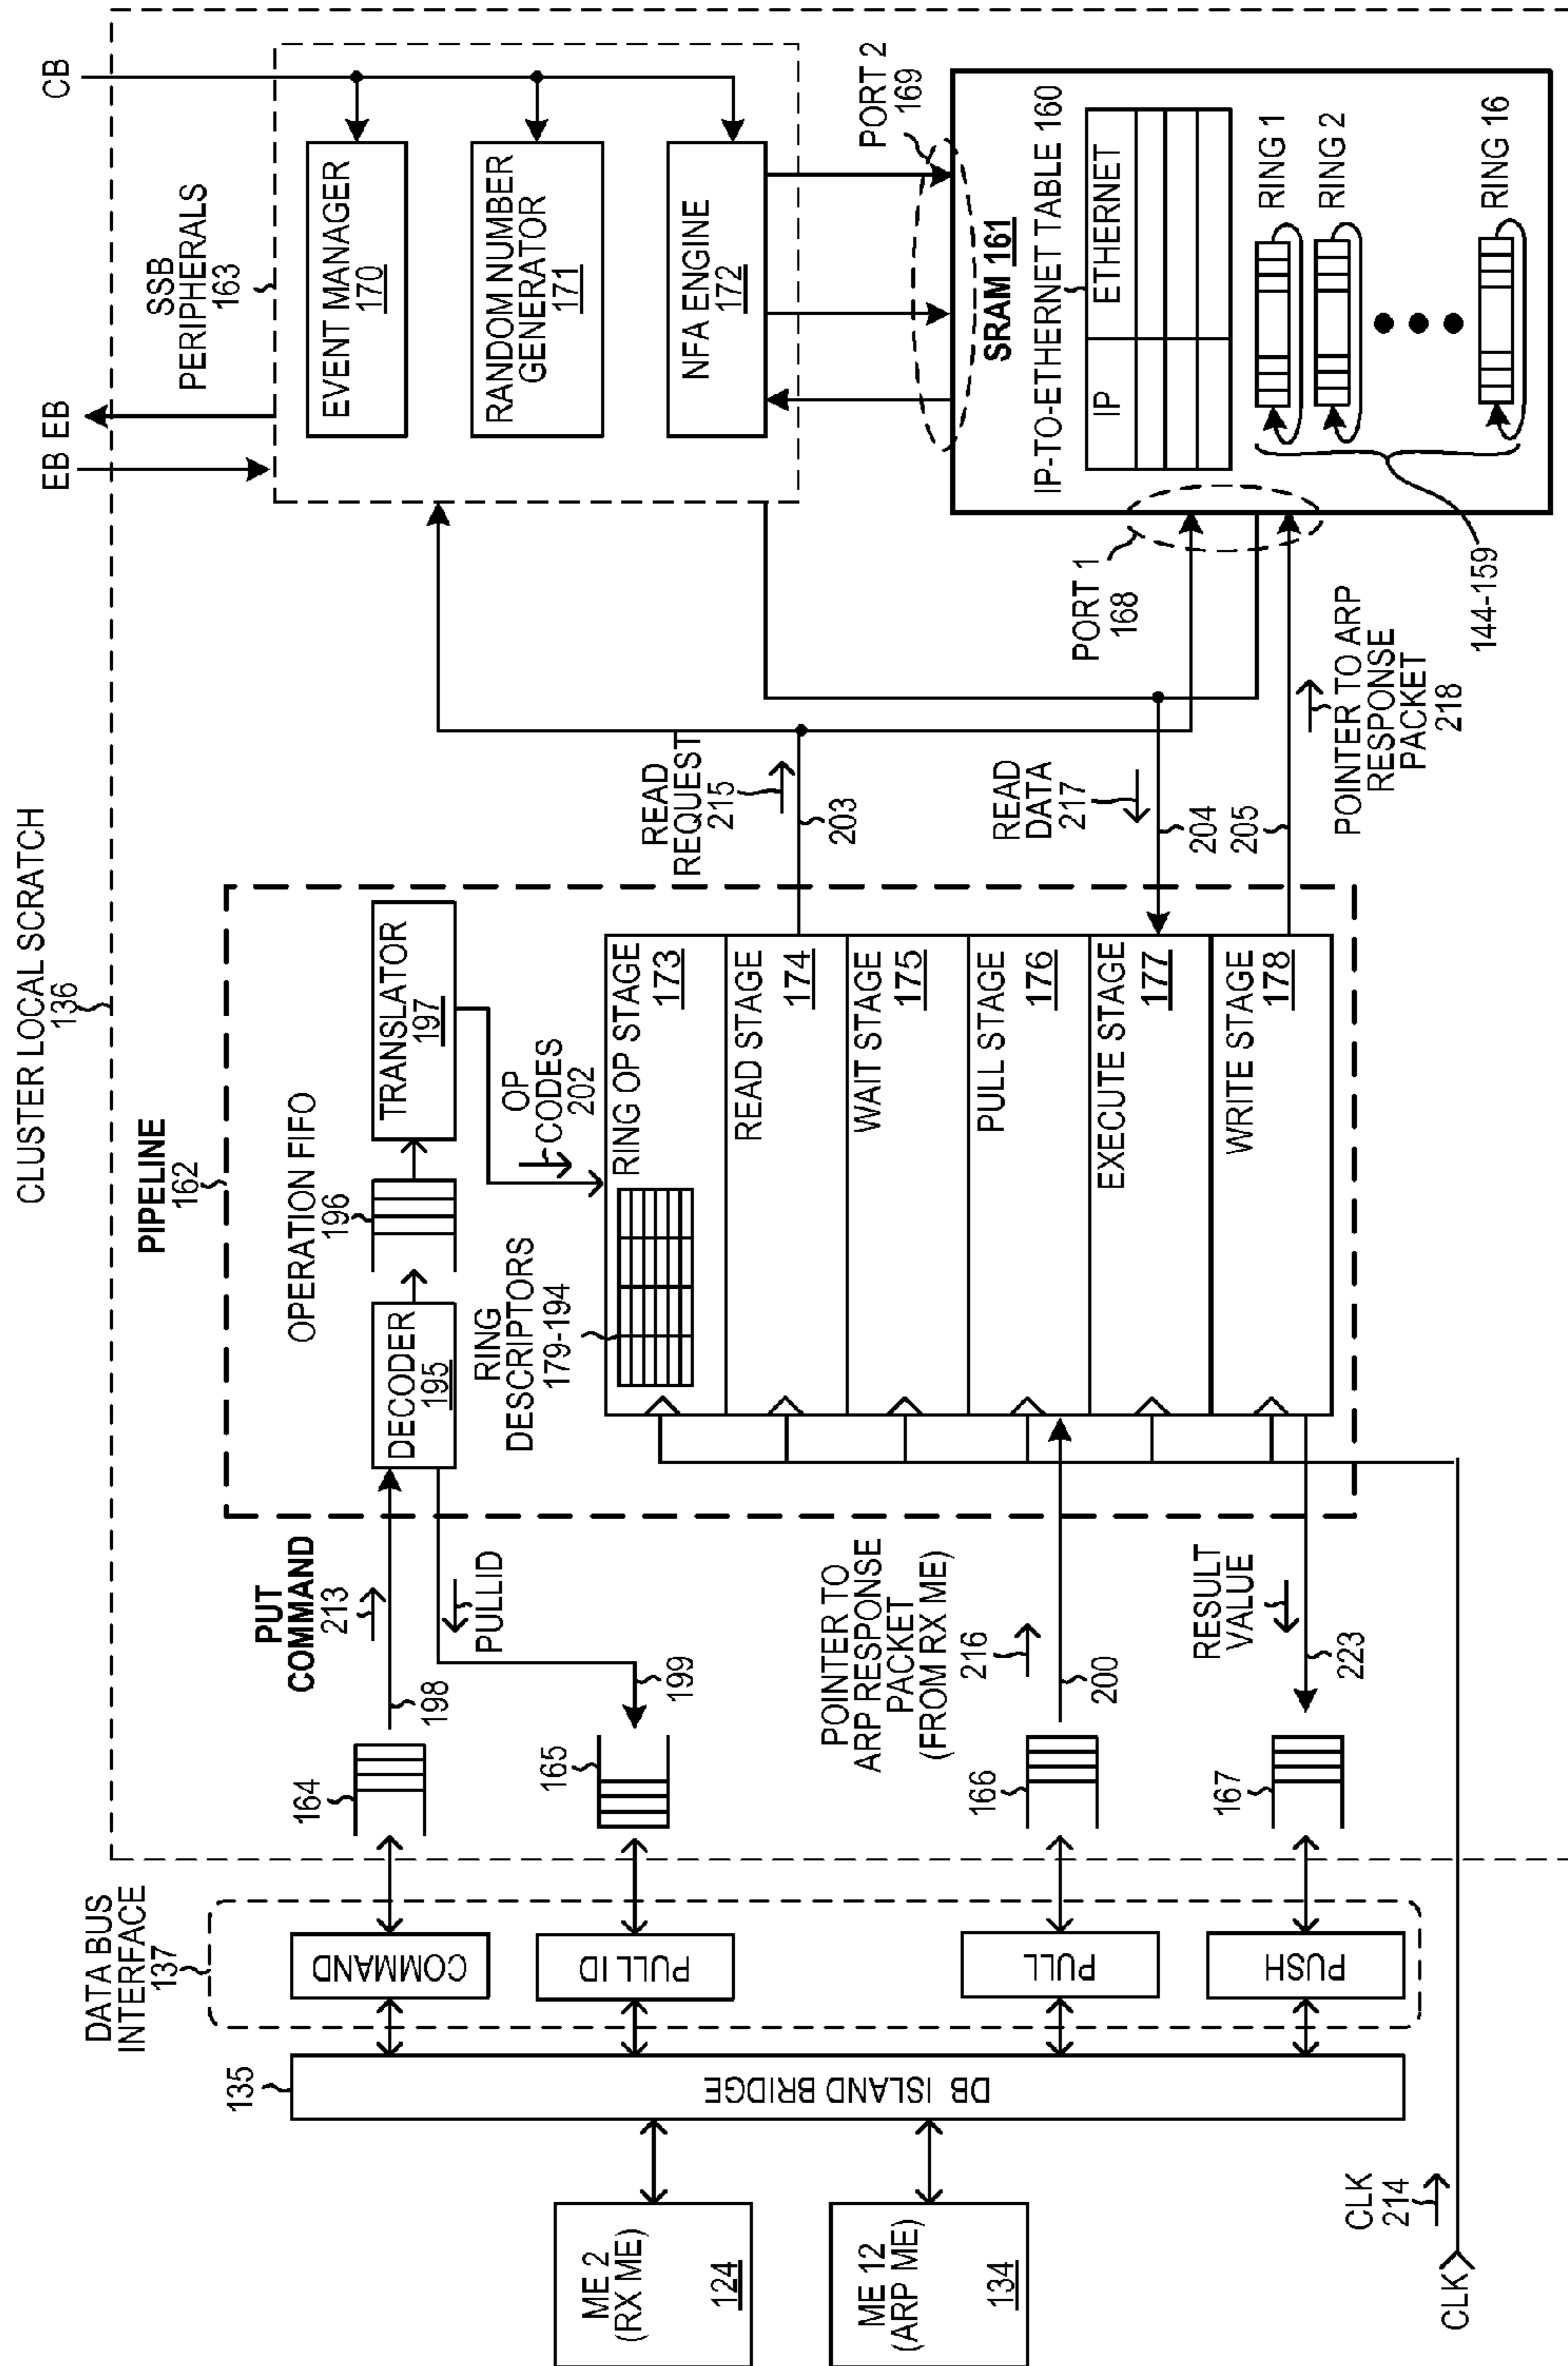 CLUSTER LOCAL SCRATCH
136
CB
EB EB
SSB
PERIPHERALS
163
EVENT MANAGER
170
RANDOM NUMBER
GENERATOR
171
NFA ENGINE
172
PORT 2
169
SRAM 161
IP-TO-ETHERNET TABLE 160
IP
ETHERNET
RING 1
RING 2
RING 16
144-159
PORT 1
168
READ
REQUEST
215
203
READ
DATA
217
204
205
POINTER TO ARP
RESPONSE
PACKET
218
PIPELINE
162
OPERATION FIFO
196
DECODER
195
TRANSLATOR
197
OP
CODES
202
RING
DESCRIPTORS
179-194
RING OP STAGE
173
READ STAGE
174
WAIT STAGE
175
PULL STAGE
176
EXECUTE STAGE
177
WRITE STAGE
178
PUT
COMMAND
213
198
PULLID
199
164
165
POINTER TO
ARP RESPONSE
PACKET
(FROM RX ME)
216
200
166
RESULT
VALUE
223
167
DATA BUS
INTERFACE
137
COMMAND
PULL ID
PULL
PUSH
135
DB ISLAND BRIDGE
ME 2
(RX ME)
124
ME 12
(ARP ME)
134
CLK
214
CLK